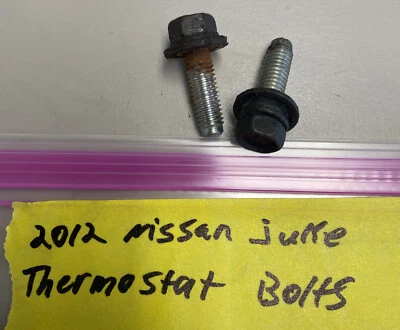 2012 nissan juke
Thermostat Bolts